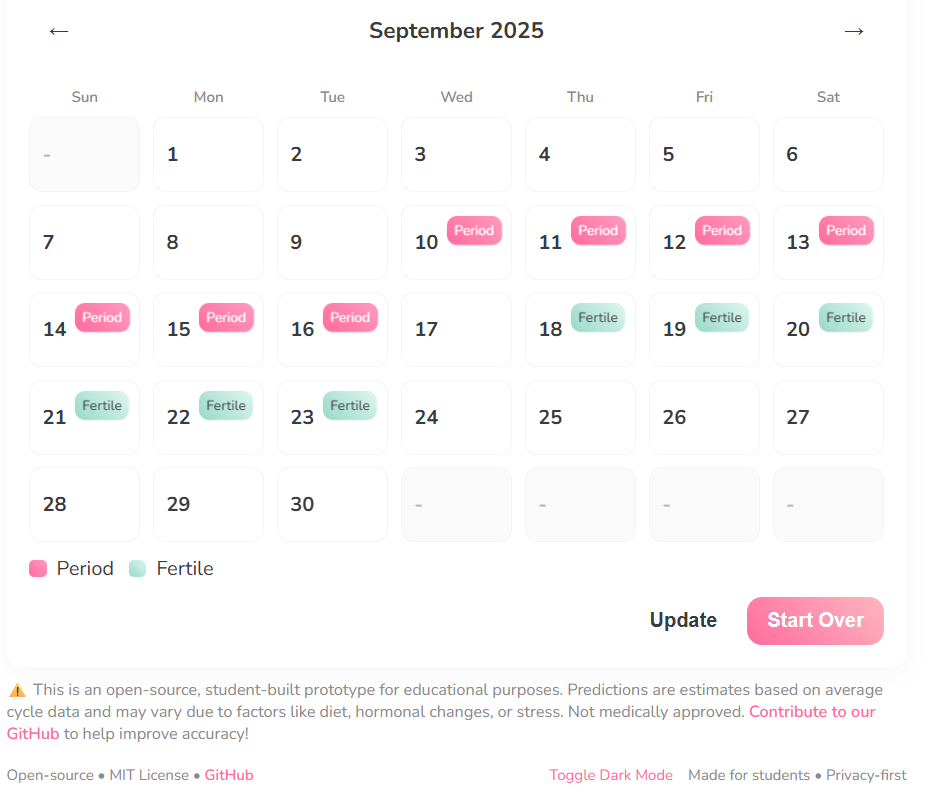 ← September 2025 →
Sun Mon Tue Wed Thu Fri Sat
- 1 2 3 4 5 6
7 8 9 10 Period 11 Period 12 Period 13 Period
14 Period 15 Period 16 Period 17 18 Fertile 19 Fertile 20 Fertile
21 Fertile 22 Fertile 23 Fertile 24 25 26 27
28 29 30 - - - -
Period Fertile
Update Start Over
⚠️ This is an open-source, student-built prototype for educational purposes. Predictions are estimates based on average
cycle data and may vary due to factors like diet, hormonal changes, or stress. Not medically approved. Contribute to our
GitHub to help improve accuracy!
Open-source • MIT License • GitHub Toggle Dark Mode Made for students • Privacy-first